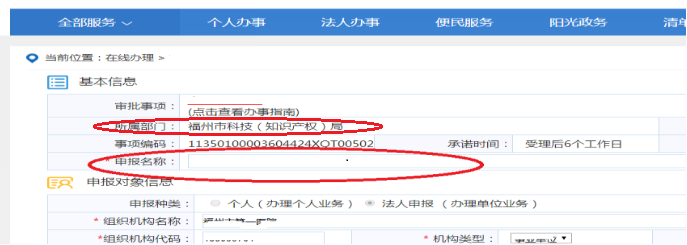 全部服务 个人办事 法人办事 便民服务 阳光政务 清单
当前位置：在线办理 >
基本信息
审批事项：
(点击查看办事指南)
所属部门： 福州市科技（知识产权）局
事项编码： 11350100003604424XQT00502 承诺时间： 受理后6个工作日
* 申报名称：
申报对象信息
申报种类： 个人（办理个人业务） 法人申报（办理单位业务）
* 组织机构名称：
*组织机构代码： * 机构类型： 事业单位